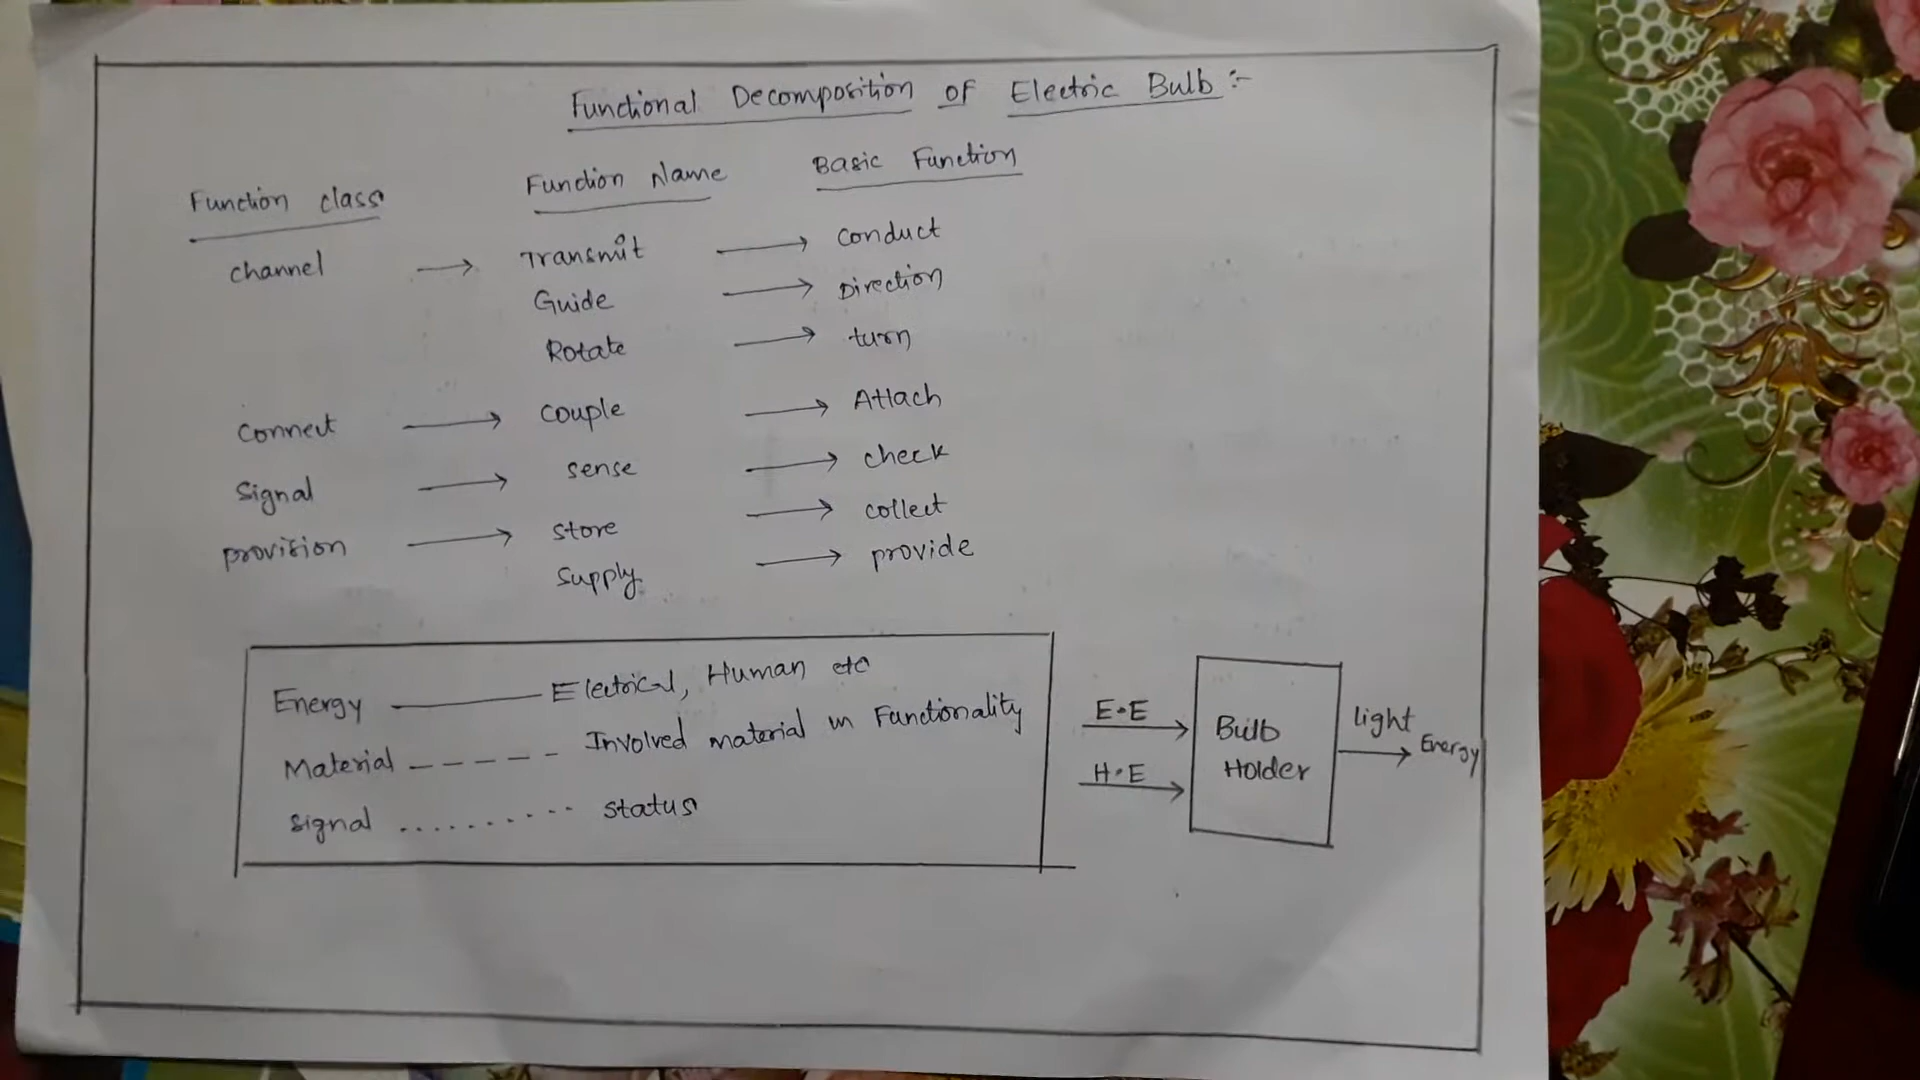 Functional Decomposition of Electric Bulb :-
Function class Function Name Basic Function
channel → Transmit → conduct
Guide → Direction
Rotate → turn
Connect → couple → Attach
Signal → sense → check
provision → store → collect
Supply → provide
Energy ——— Electrical, Human etc
Material ----- Involved material in Functionality
Signal .......... status
E.E
H.E
Bulb
Holder
light
Energy